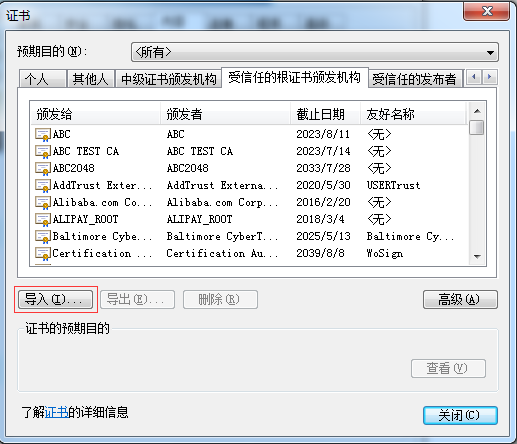 证书
预期目的(N): <所有>
个人 其他人 中级证书颁发机构 受信任的根证书颁发机构 受信任的发布者
颁发给 颁发者 截止日期 友好名称
ABC ABC 2023/8/11 <无>
ABC TEST CA ABC TEST CA 2023/7/14 <无>
ABC2048 ABC2048 2033/7/28 <无>
AddTrust Exter... AddTrust Externa... 2020/5/30 USERTrust
Alibaba.com Co... Alibaba.com Corp... 2016/2/20 <无>
ALIPAY_ROOT ALIPAY_ROOT 2018/3/4 <无>
Baltimore Cybe... Baltimore CyberT... 2025/5/13 Baltimore Cy...
Certification ... Certification Au... 2039/8/8 WoSign
导入(I)... 导出(E)... 删除(R) 高级(A)
证书的预期目的
查看(V)
了解证书的详细信息
关闭(C)